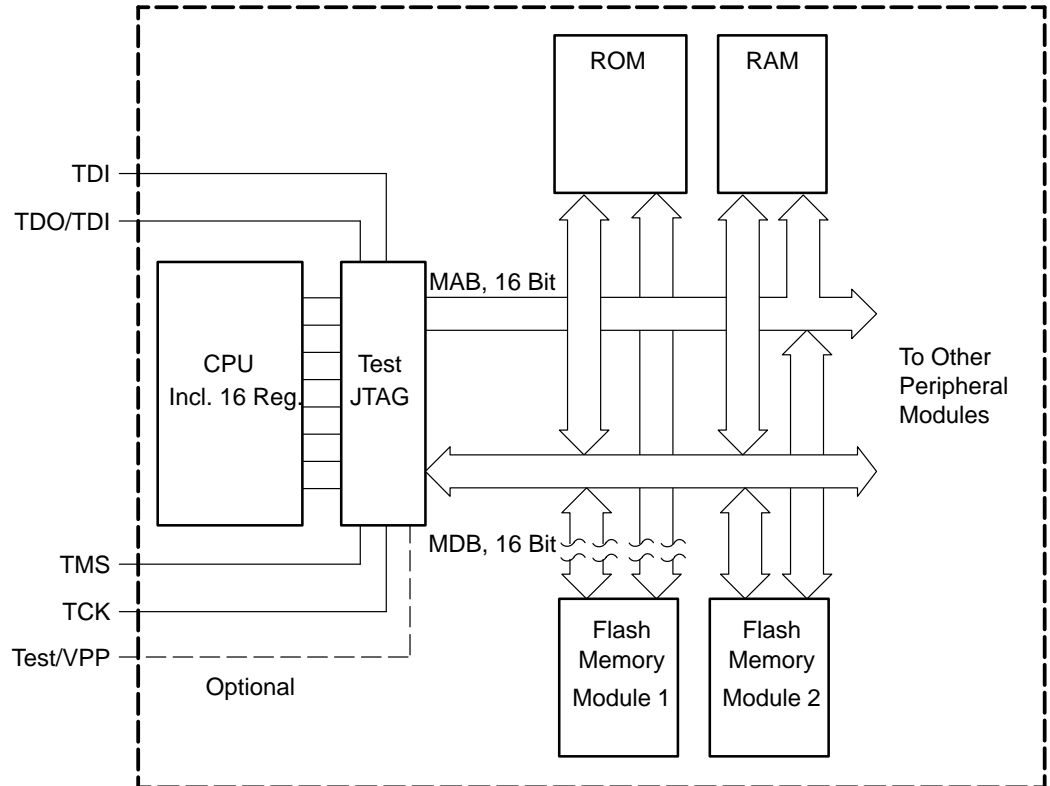 ROM
RAM
TDI
TDO/TDI
MAB, 16 Bit
CPU
Incl. 16 Reg.
Test
JTAG
To Other
Peripheral
Modules
MDB, 16 Bit
TMS
TCK
Test/VPP
Optional
Flash
Memory
Module 1
Flash
Memory
Module 2